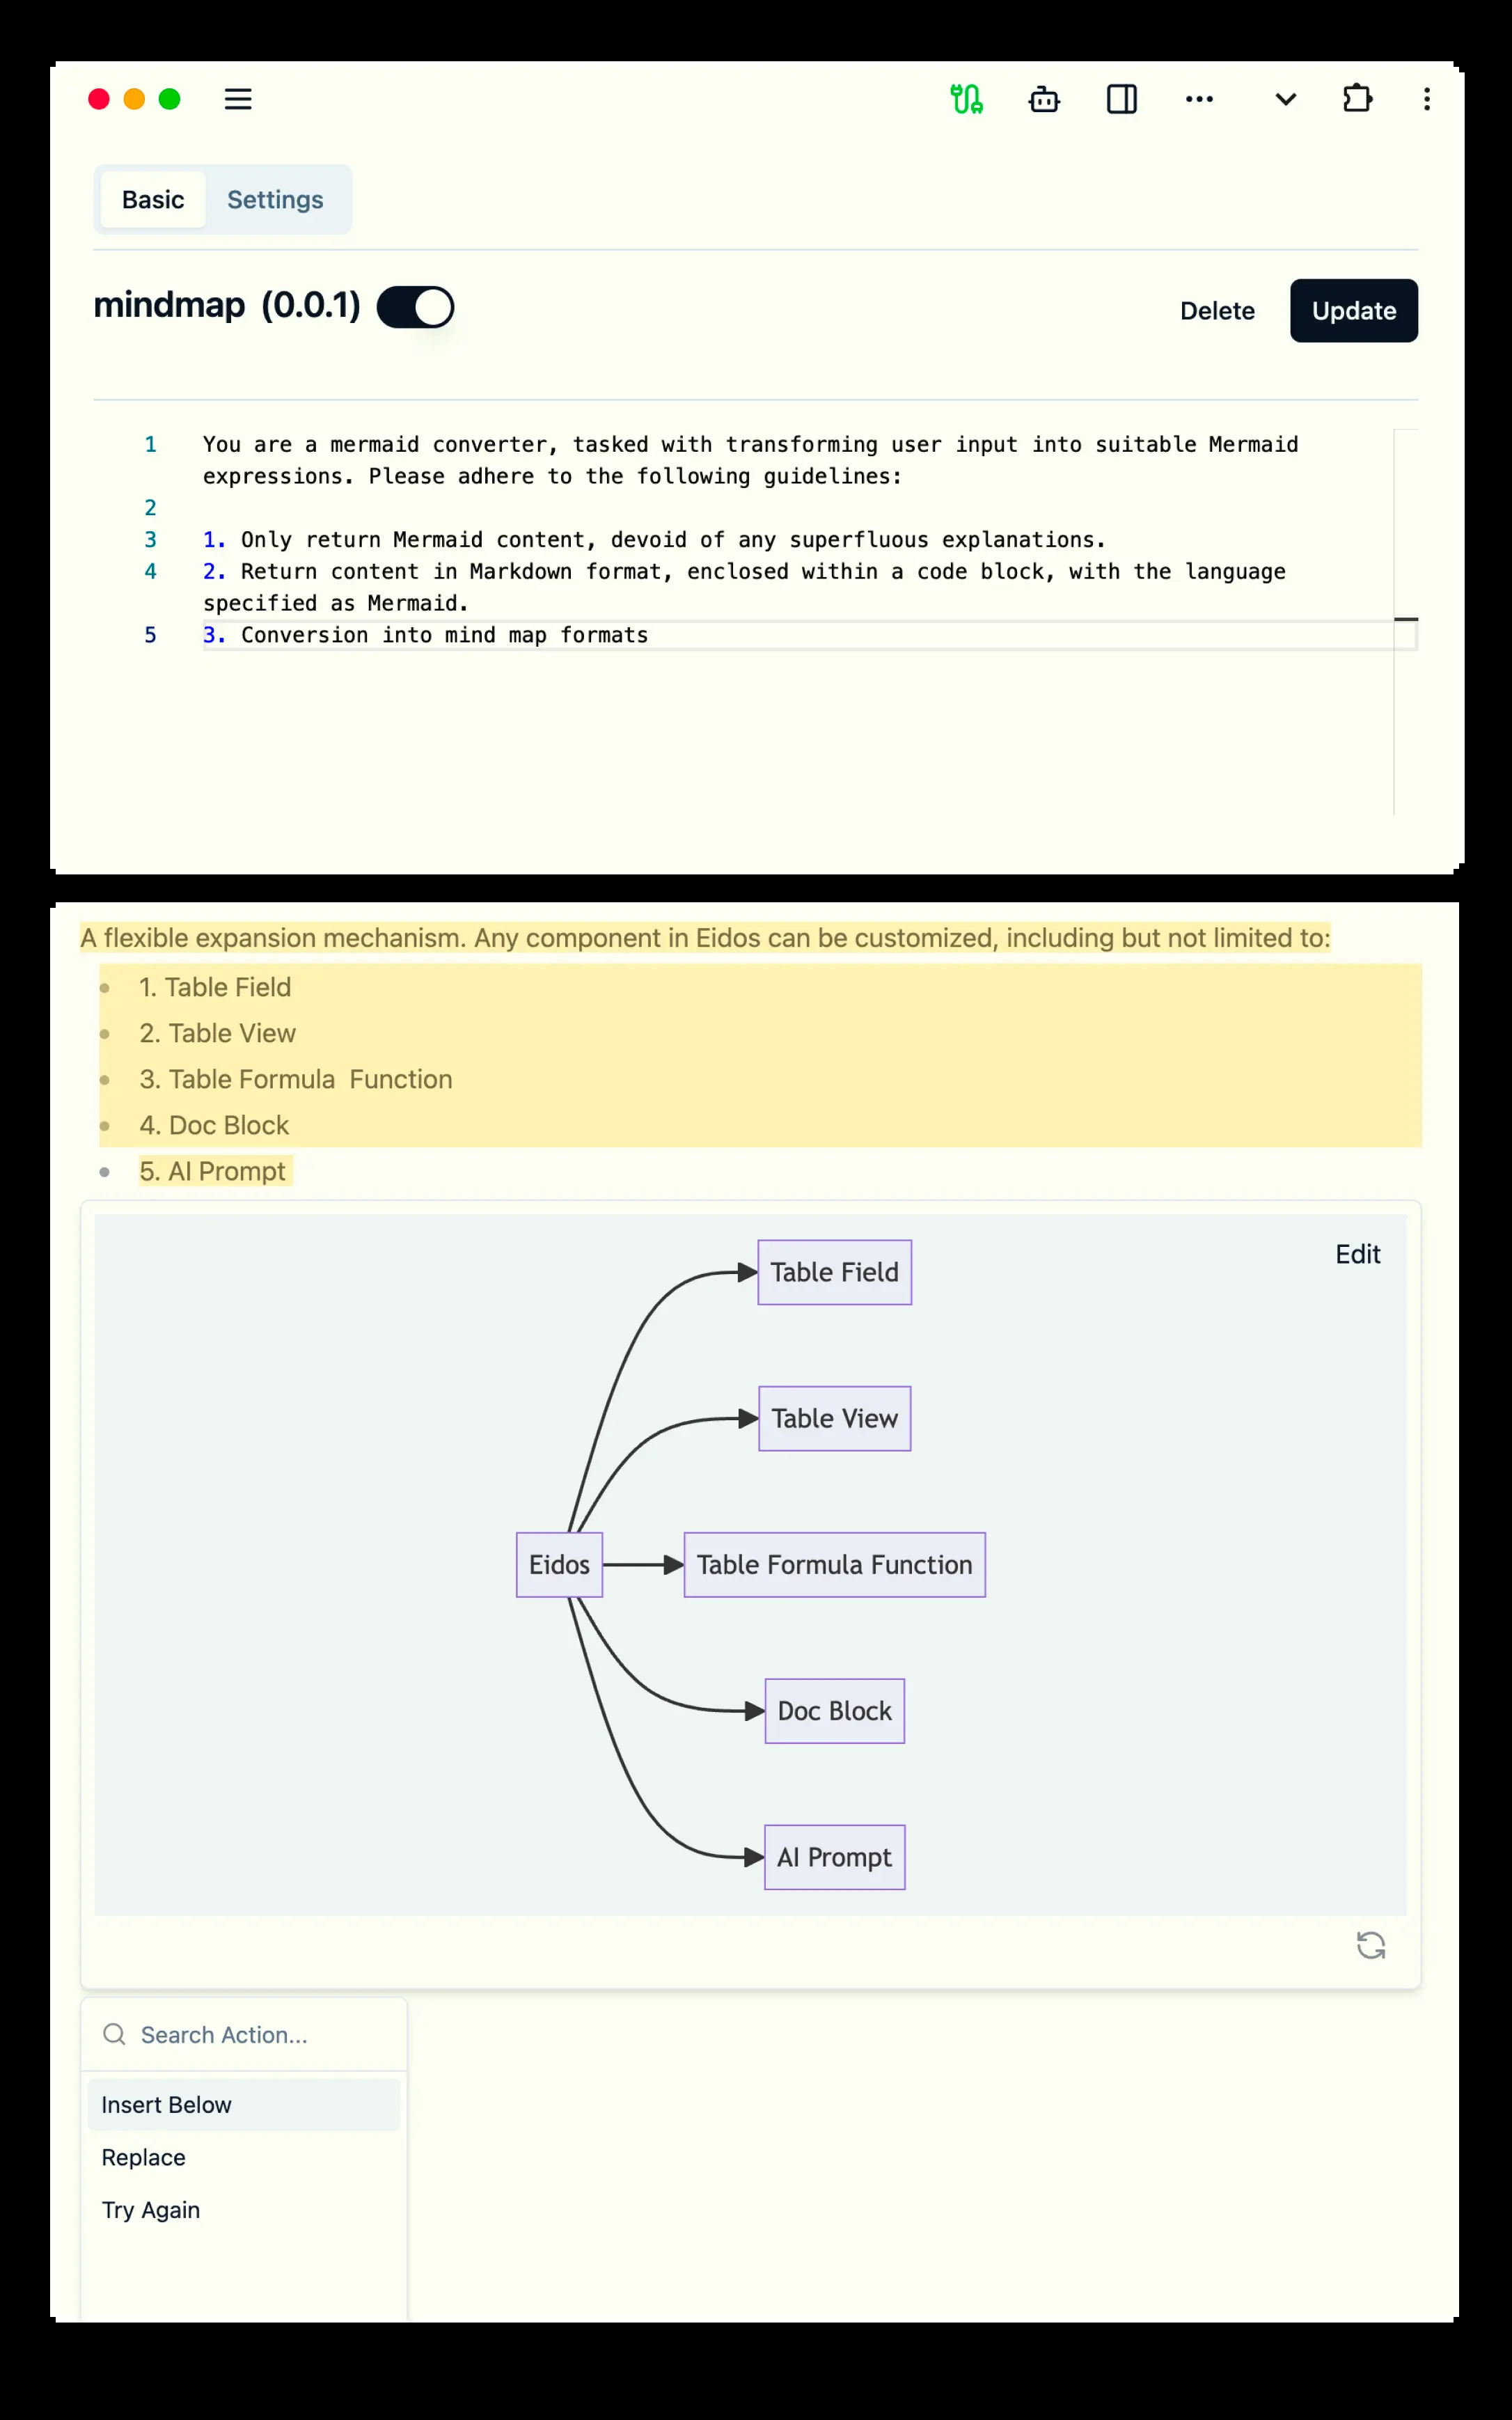 Basic Settings
mindmap (0.0.1)
Delete Update
1 You are a mermaid converter, tasked with transforming user input into suitable Mermaid
expressions. Please adhere to the following guidelines:
2
3 1. Only return Mermaid content, devoid of any superfluous explanations.
4 2. Return content in Markdown format, enclosed within a code block, with the language
specified as Mermaid.
5 3. Conversion into mind map formats
A flexible expansion mechanism. Any component in Eidos can be customized, including but not limited to:
• 1. Table Field
• 2. Table View
• 3. Table Formula Function
• 4. Doc Block
• 5. AI Prompt
Edit
Table Field
Table View
Eidos
Table Formula Function
Doc Block
AI Prompt
Search Action...
Insert Below
Replace
Try Again